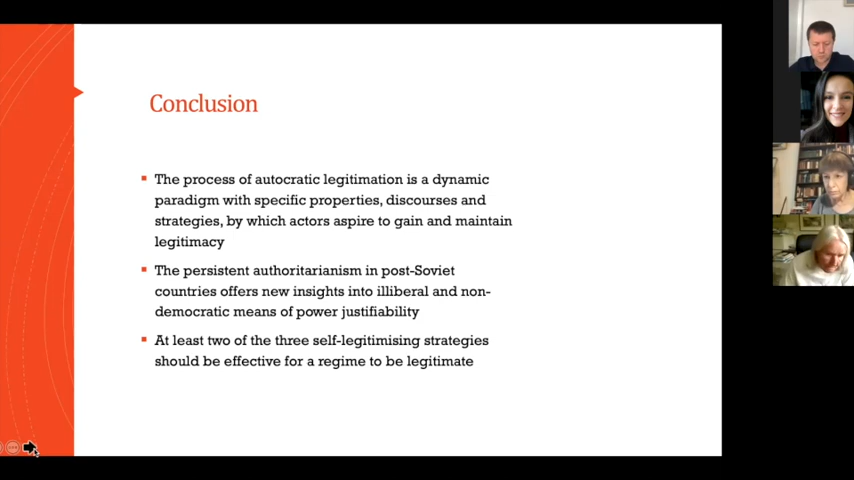 Conclusion
The process of autocratic legitimation is a dynamic
paradigm with specific properties, discourses and
strategies, by which actors aspire to gain and maintain
legitimacy
The persistent authoritarianism in post-Soviet
countries offers new insights into illiberal and non-
democratic means of power justifiability
At least two of the three self-legitimising strategies
should be effective for a regime to be legitimate